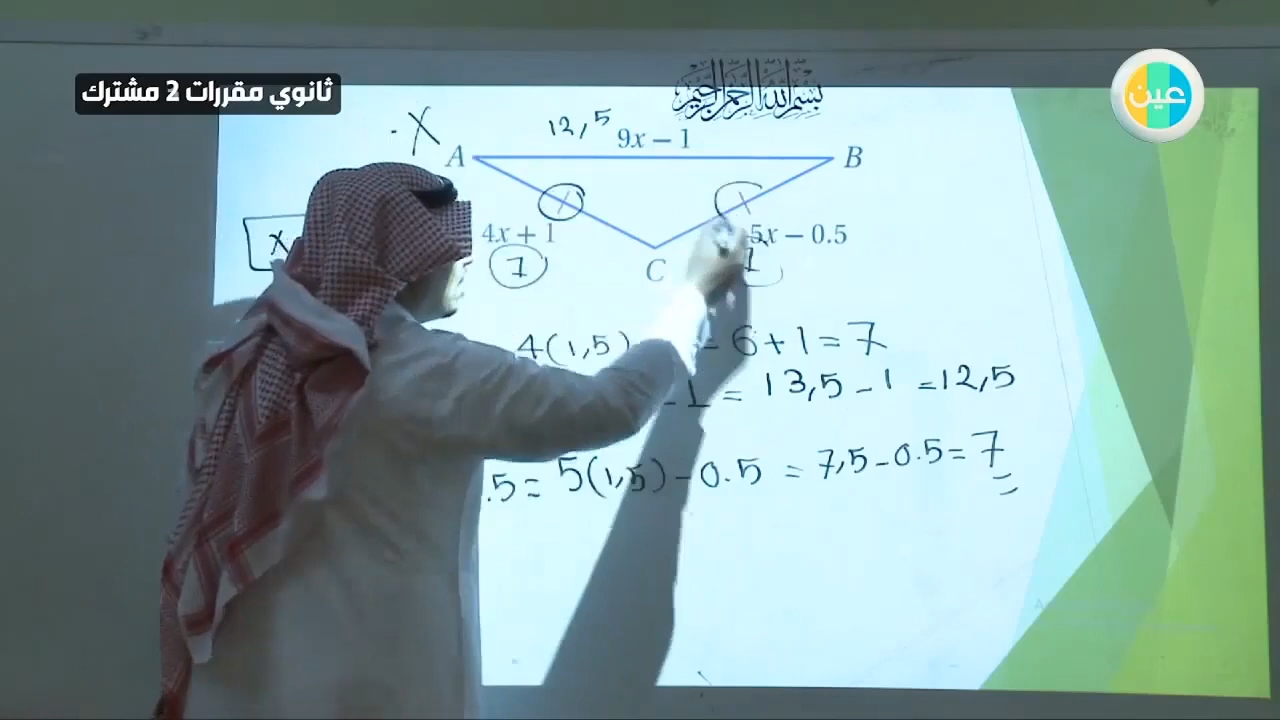 ثانوي مقررات 2 مشترك
عين
بسم الله الرحمن الرحيم
X
12,5
9x − 1
A
B
x
4x + 1
5x − 0.5
7
C
4(1,5) = 6+1=7
-1 = 13,5-1 =12,5
.5= 5(1,5)-0.5 = 7,5-0.5=7